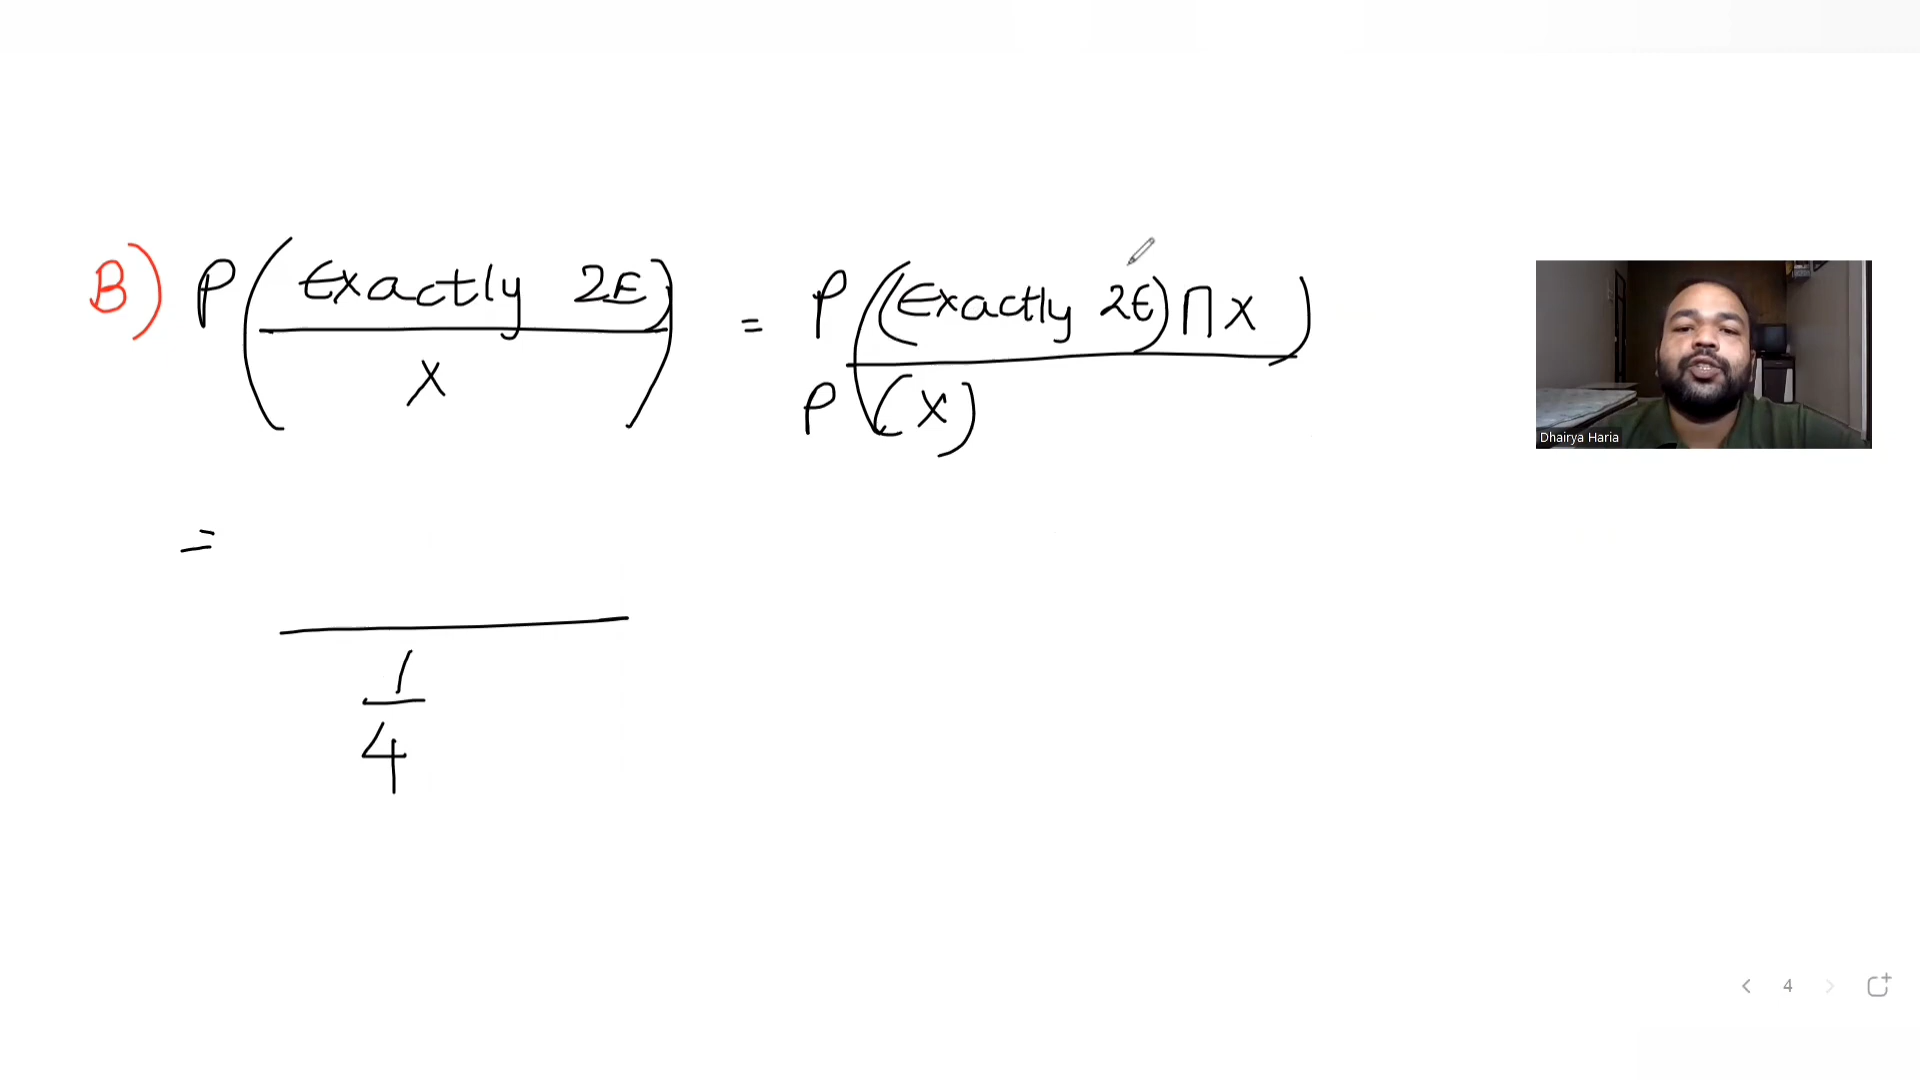 B) P(Exactly 2E / X) = P((Exactly 2E) ∩ X) / P(X)
= 
1
4
Dhairya Haria
< 4 >